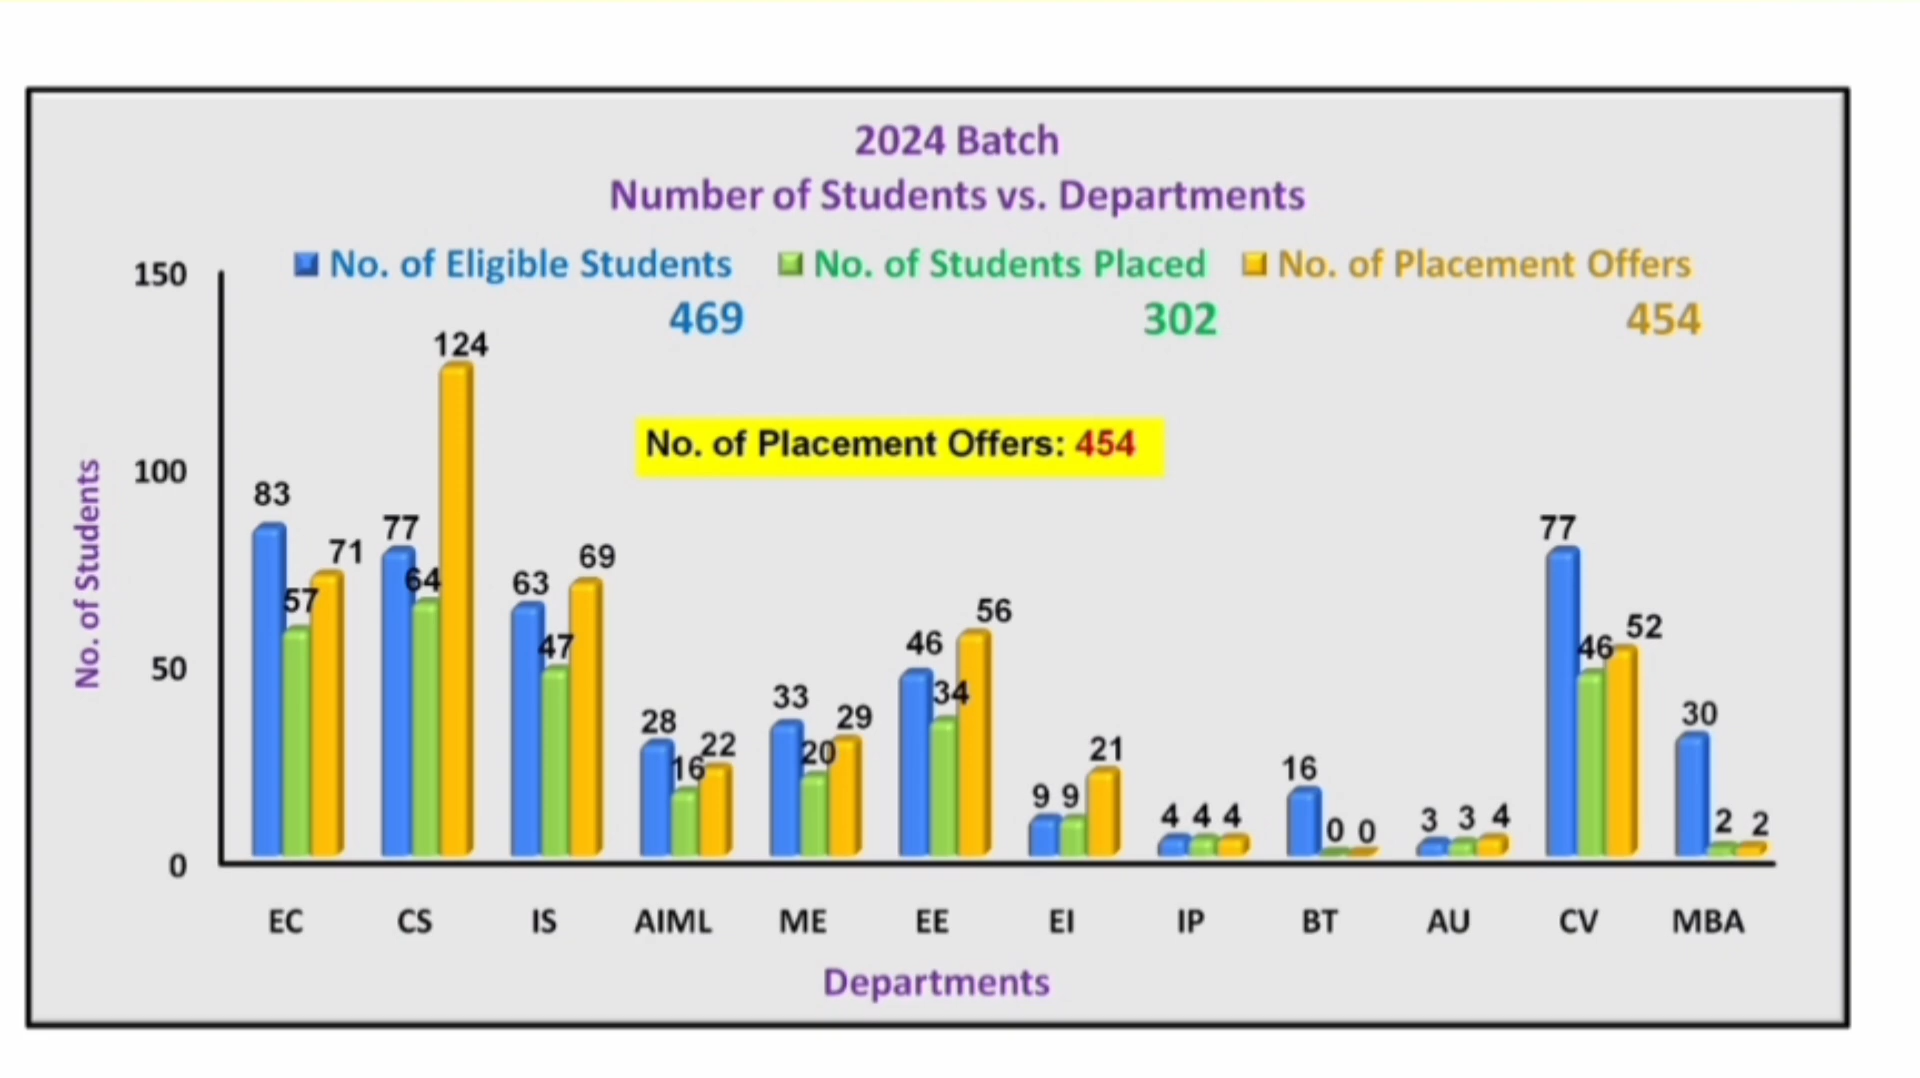 2024 Batch
Number of Students vs. Departments
No. of Eligible Students No. of Students Placed No. of Placement Offers
469 302 454
No. of Placement Offers: 454
No. of Students
150
100
50
0
83 57 71
77 64 124
63 47 69
28 16 22
33 20 29
46 34 56
9 9 21
4 4 4
16 0 0
3 3 4
77 46 52
30 2 2
EC CS IS AIML ME EE EI IP BT AU CV MBA
Departments